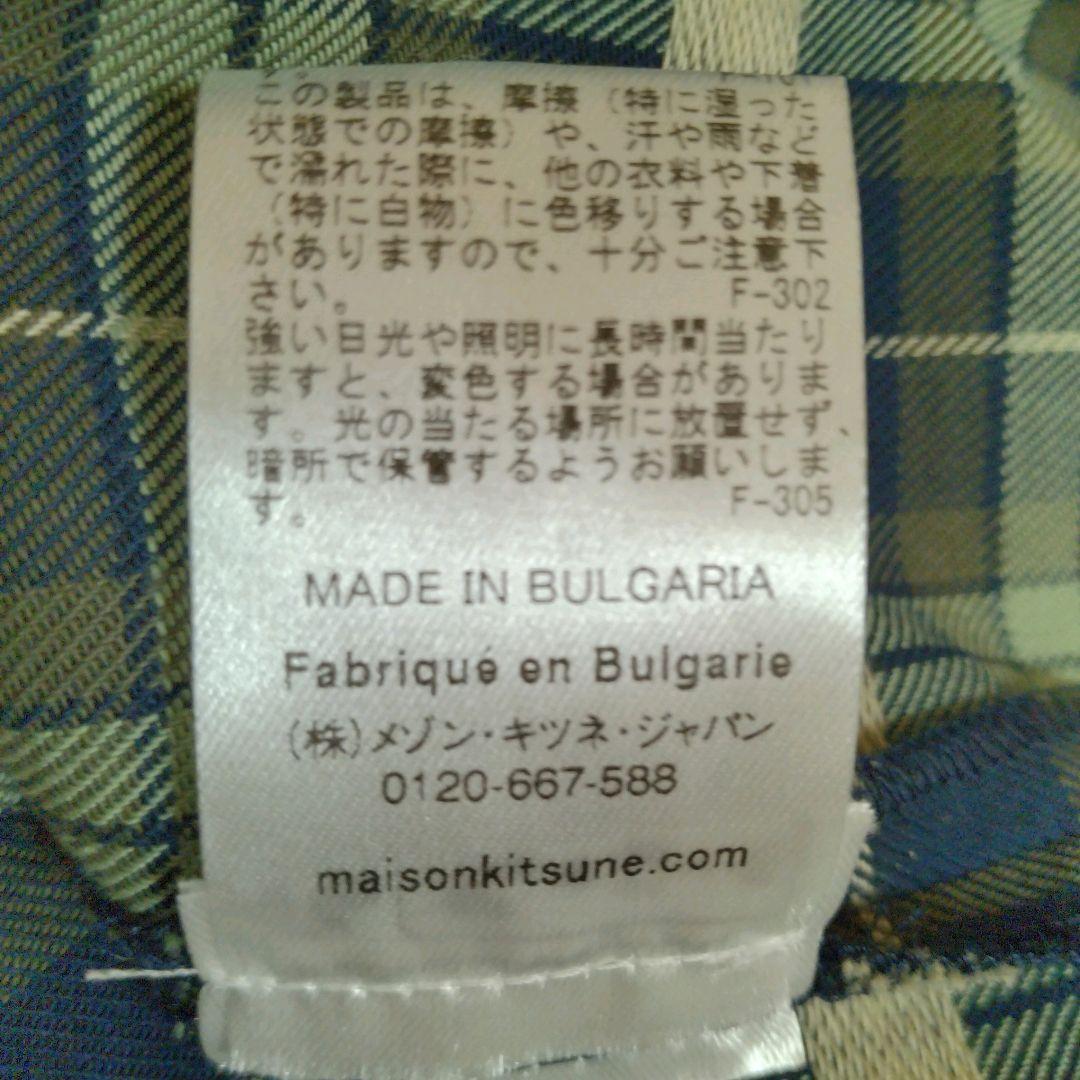 この製品は、摩擦（特に湿った
状態での摩擦）や、汗や雨など
で濡れた際に、他の衣料や下着
（特に白物）に色移りする場合
がありますので、十分ご注意下
さい。 F-302
強い日光や照明に長時間当たり
ますと、変色する場合がありま
す。光の当たる場所に放置せず、
暗所で保管するようお願いしま
す。 F-305
MADE IN BULGARIA
Fabriqué en Bulgarie
(株)メゾン・キツネ・ジャパン
0120-667-588
maisonkitsune.com